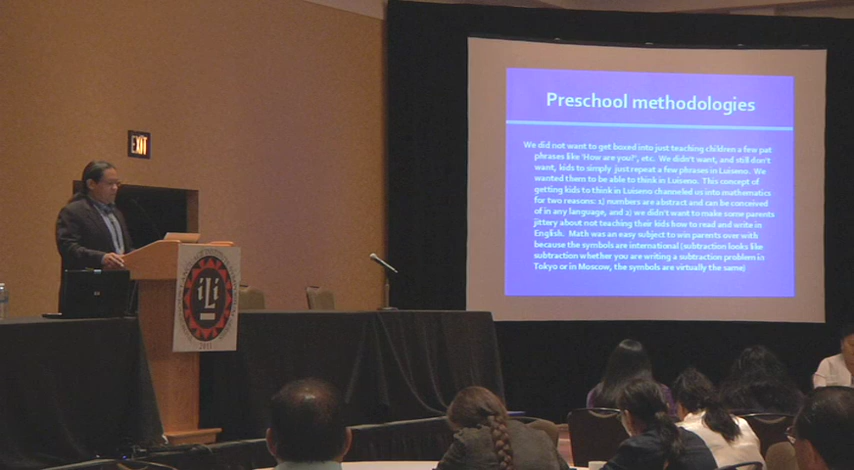 EXIT
Preschool methodologies
We did not want to get boxed into just teaching children a few pat
phrases like 'How are you?', etc. We didn't want, and still don't
want, kids to simply just repeat a few phrases in Luiseno. We
wanted them to be able to think in Luiseno. This concept of
getting kids to think in Luiseno channeled us into mathematics
for two reasons: 1) numbers are abstract and can be conceived
of in any language, and 2) we didn't want to make some parents
jittery about not teaching their kids how to read and write in
English. Math was an easy subject to win parents over with
because the symbols are international (subtraction looks like
subtraction whether you are writing a subtraction problem in
Tokyo or in Moscow, the symbols are virtually the same)
iLi